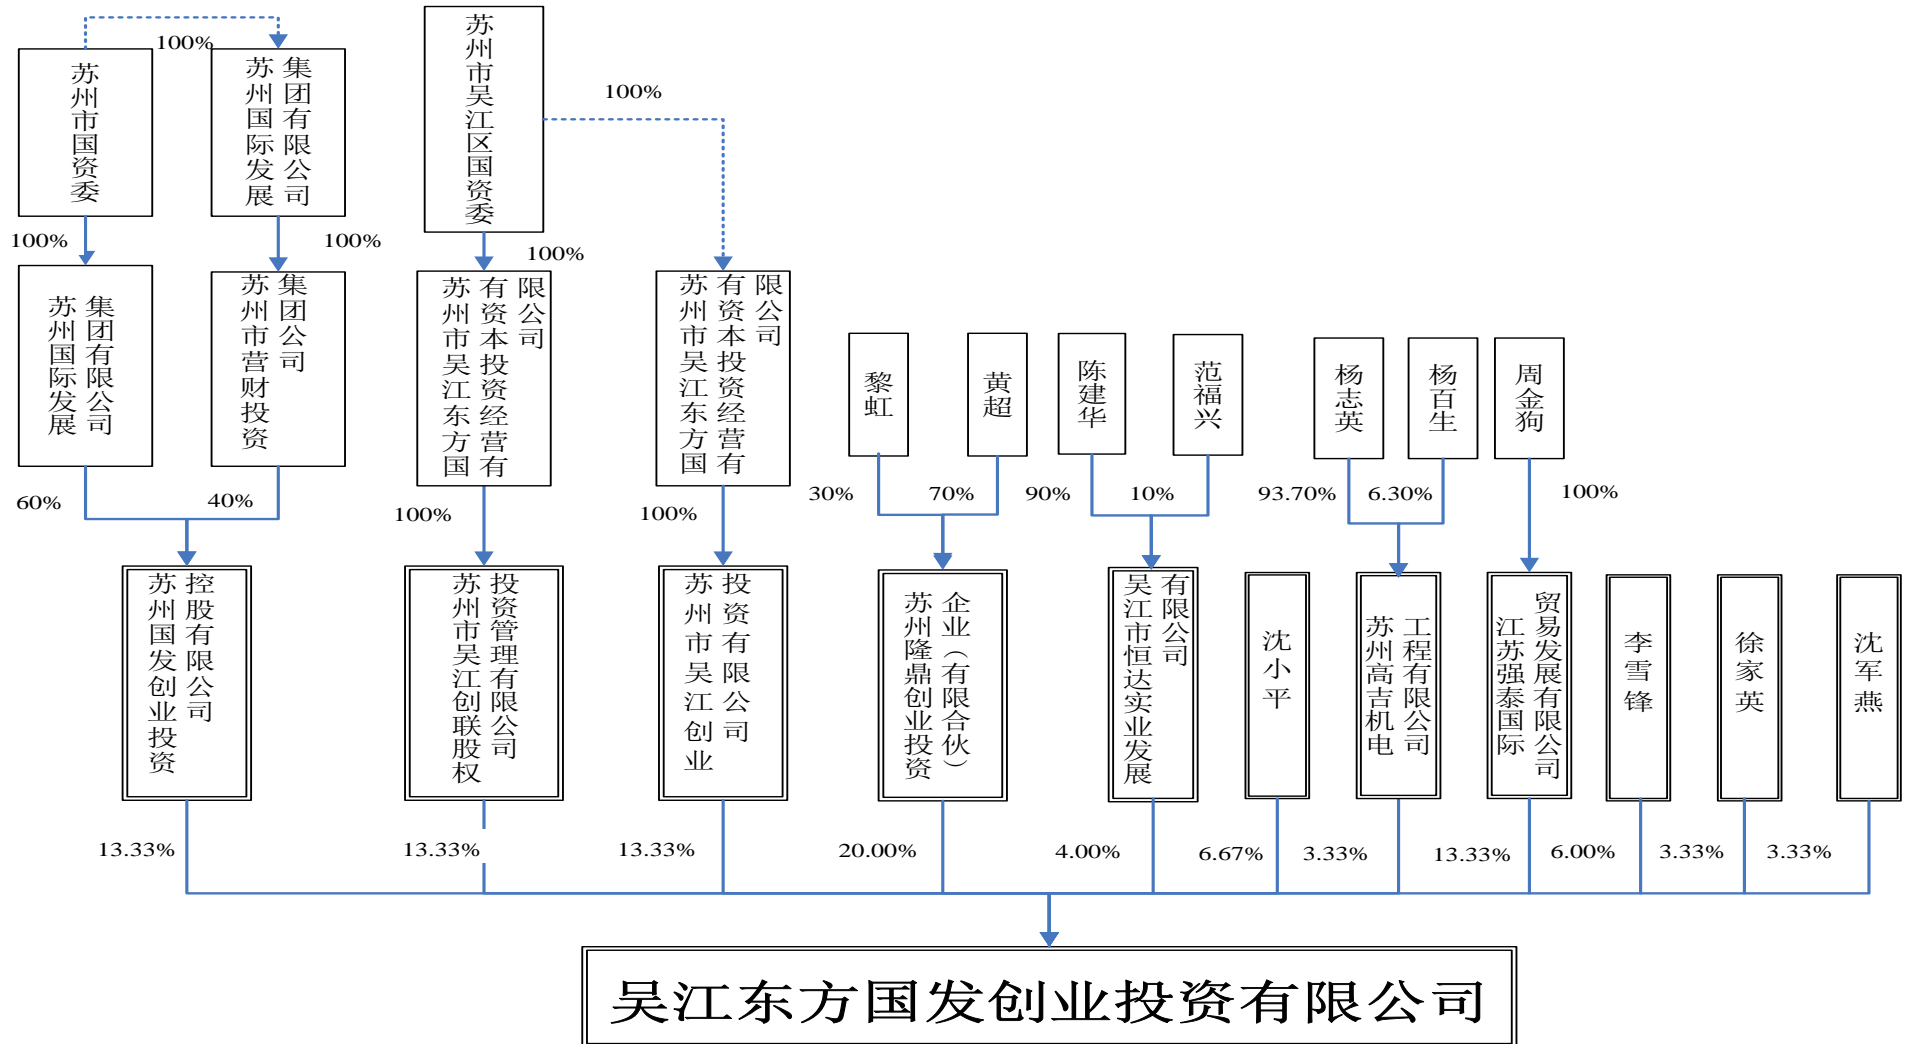 100%
苏州市国资委
苏州国际发展
集团有限公司
苏州市吴江区国资委
100%
100%
100%
100%
苏州国际发展
集团有限公司
苏州市营财投资
集团公司
苏州市吴江东方国
有资本投资经营有
限公司
苏州市吴江东方国
有资本投资经营有
限公司
黎虹
黄超
陈建华
范福兴
杨志英
杨百生
周金狗
60%
40%
100%
100%
30%
70%
90%
10%
93.70%
6.30%
100%
苏州国发创业投资
控股有限公司
苏州市吴江创联股权
投资管理有限公司
苏州市吴江创业
投资有限公司
苏州隆鼎创业投资
企业（有限合伙）
吴江市恒达实业发展
有限公司
沈小平
苏州高吉机电
工程有限公司
江苏强泰国际
贸易发展有限公司
李雪锋
徐家英
沈军燕
13.33%
13.33%
13.33%
20.00%
4.00%
6.67%
3.33%
13.33%
6.00%
3.33%
3.33%
吴江东方国发创业投资有限公司